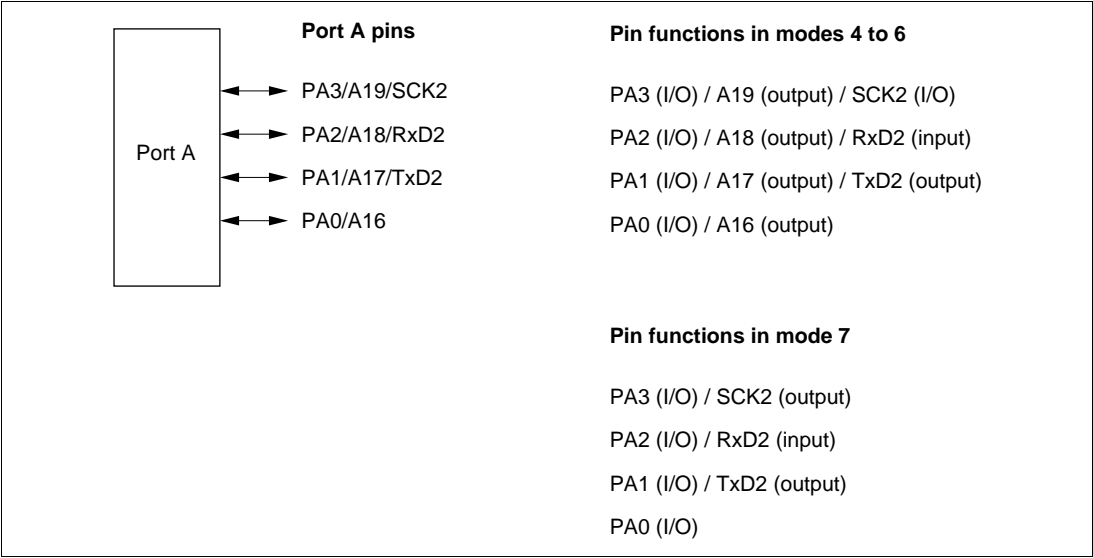 Port A
Port A pins
PA3/A19/SCK2
PA2/A18/RxD2
PA1/A17/TxD2
PA0/A16
Pin functions in modes 4 to 6
PA3 (I/O) / A19 (output) / SCK2 (I/O)
PA2 (I/O) / A18 (output) / RxD2 (input)
PA1 (I/O) / A17 (output) / TxD2 (output)
PA0 (I/O) / A16 (output)
Pin functions in mode 7
PA3 (I/O) / SCK2 (output)
PA2 (I/O) / RxD2 (input)
PA1 (I/O) / TxD2 (output)
PA0 (I/O)